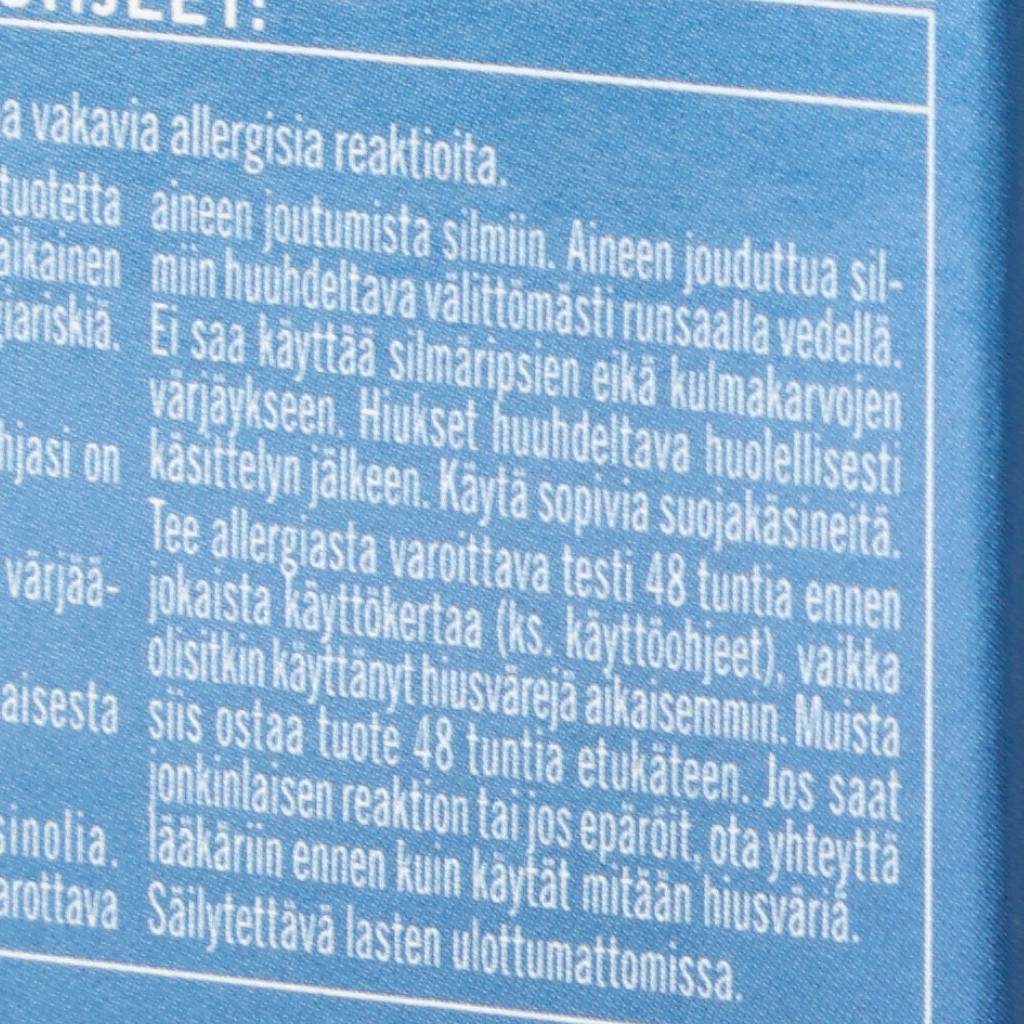 a vakavia allergisia reaktioita.
tuotetta
aikainen
iariskiä.
hjasi on
värjää-
aisesta
sinolia.
arottava
aineen joutumista silmiin. Aineen jouduttua sil-
miin huuhdeltava välittömästi runsaalla vedellä.
Ei saa käyttää silmäripsien eikä kulmakarvojen
värjäykseen. Hiukset huuhdeltava huolellisesti
käsittelyn jälkeen. Käytä sopivia suojakäsineitä.
Tee allergiasta varoittava testi 48 tuntia ennen
jokaista käyttökertaa (ks. käyttöohjeet), vaikka
olisitkin käyttänyt hiusvärejä aikaisemmin. Muista
siis ostaa tuote 48 tuntia etukäteen. Jos saat
jonkinlaisen reaktion tai jos epäröit, ota yhteyttä
lääkäriin ennen kuin käytät mitään hiusväriä.
Säilytettävä lasten ulottumattomissa.